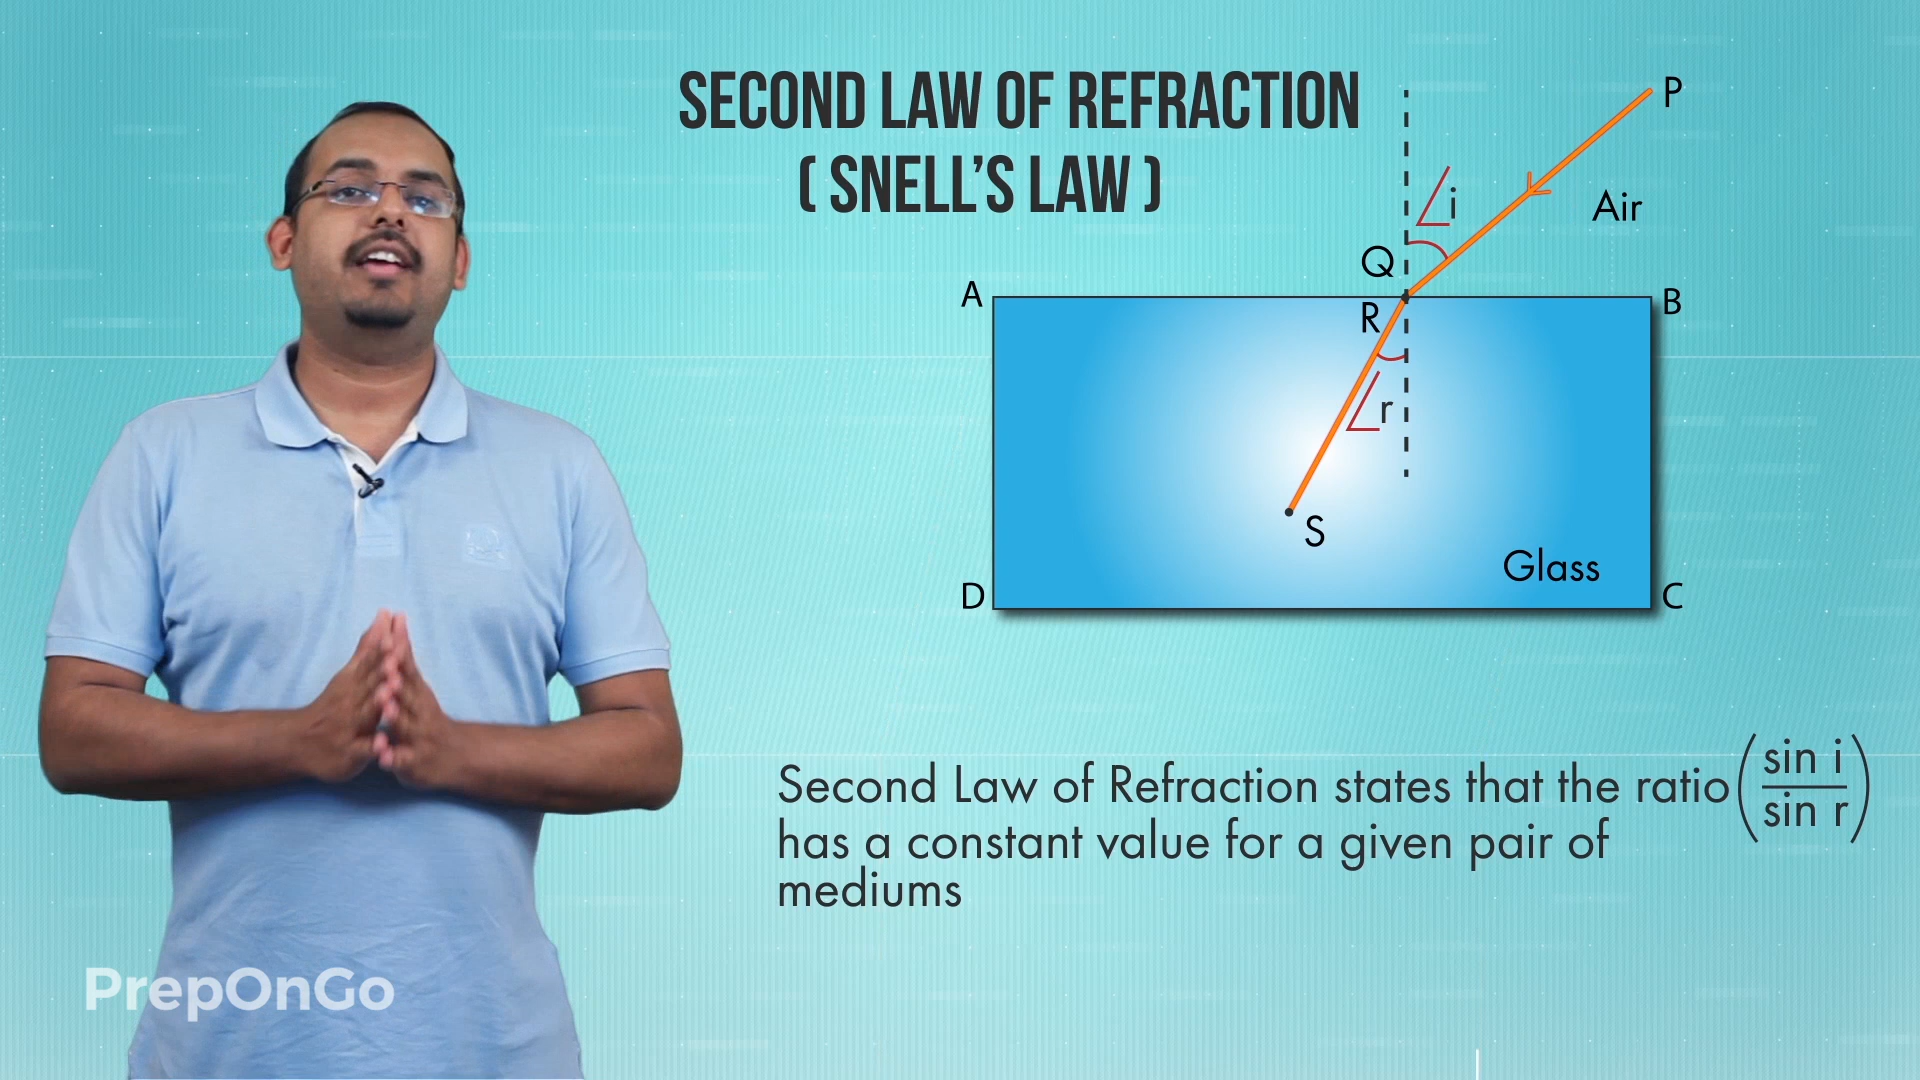 SECOND LAW OF REFRACTION
( SNELL'S LAW )
P
∠i
Air
Q
A
B
R
∠r
S
Glass
D
C
Second Law of Refraction states that the ratio (sin i / sin r)
has a constant value for a given pair of
mediums
PrepOnGo